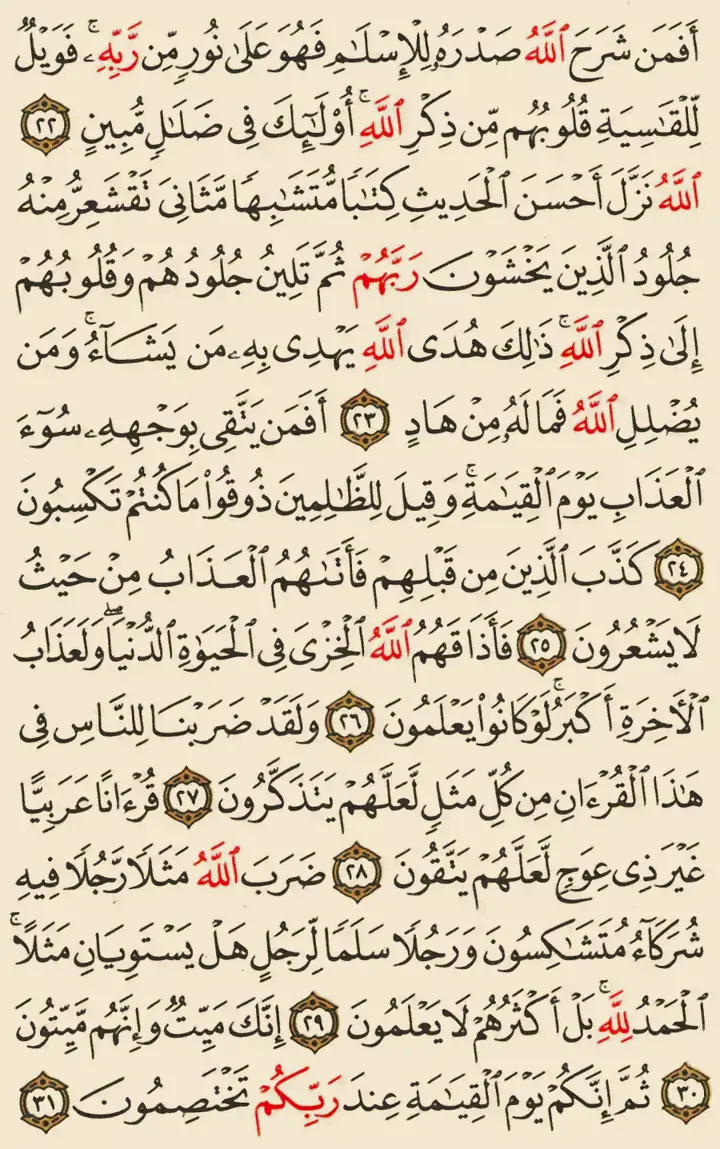 أَفَمَن شَرَحَ ٱللَّهُ صَدْرَهُۥ لِلْإِسْلَٰمِ فَهُوَ عَلَىٰ نُورٍ مِّن رَّبِّهِۦ ۚ فَوَيْلٌ
لِّلْقَٰسِيَةِ قُلُوبُهُم مِّن ذِكْرِ ٱللَّهِ ۚ أُو۟لَٰٓئِكَ فِى ضَلَٰلٍ مُّبِينٍ ٢٢
ٱللَّهُ نَزَّلَ أَحْسَنَ ٱلْحَدِيثِ كِتَٰبًا مُّتَشَٰبِهًا مَّثَانِىَ تَقْشَعِرُّ مِنْهُ
جُلُودُ ٱلَّذِينَ يَخْشَوْنَ رَبَّهُمْ ثُمَّ تَلِينُ جُلُودُهُمْ وَقُلُوبُهُمْ
إِلَىٰ ذِكْرِ ٱللَّهِ ۚ ذَٰلِكَ هُدَى ٱللَّهِ يَهْدِى بِهِۦ مَن يَشَآءُ ۚ وَمَن
يُضْلِلِ ٱللَّهُ فَمَا لَهُۥ مِنْ هَادٍ ٢٣ أَفَمَن يَتَّقِى بِوَجْهِهِۦ سُوٓءَ
ٱلْعَذَابِ يَوْمَ ٱلْقِيَٰمَةِ ۚ وَقِيلَ لِلظَّٰلِمِينَ ذُوقُوا۟ مَا كُنتُمْ تَكْسِبُونَ
٢٤ كَذَّبَ ٱلَّذِينَ مِن قَبْلِهِمْ فَأَتَىٰهُمُ ٱلْعَذَابُ مِنْ حَيْثُ
لَا يَشْعُرُونَ ٢٥ فَأَذَاقَهُمُ ٱللَّهُ ٱلْخِزْىَ فِى ٱلْحَيَوٰةِ ٱلدُّنْيَا ۖ وَلَعَذَابُ
ٱلْءَاخِرَةِ أَكْبَرُ ۚ لَوْ كَانُوا۟ يَعْلَمُونَ ٢٦ وَلَقَدْ ضَرَبْنَا لِلنَّاسِ فِى
هَٰذَا ٱلْقُرْءَانِ مِن كُلِّ مَثَلٍ لَّعَلَّهُمْ يَتَذَكَّرُونَ ٢٧ قُرْءَانًا عَرَبِيًّا
غَيْرَ ذِى عِوَجٍ لَّعَلَّهُمْ يَتَّقُونَ ٢٨ ضَرَبَ ٱللَّهُ مَثَلًا رَّجُلًا فِيهِ
شُرَكَآءُ مُتَشَٰكِسُونَ وَرَجُلًا سَلَمًا لِّرَجُلٍ هَلْ يَسْتَوِيَانِ مَثَلًا ۚ
ٱلْحَمْدُ لِلَّهِ ۚ بَلْ أَكْثَرُهُمْ لَا يَعْلَمُونَ ٢٩ إِنَّكَ مَيِّتٌ وَإِنَّهُم مَّيِّتُونَ
٣٠ ثُمَّ إِنَّكُمْ يَوْمَ ٱلْقِيَٰمَةِ عِندَ رَبِّكُمْ تَخْتَصِمُونَ ٣١